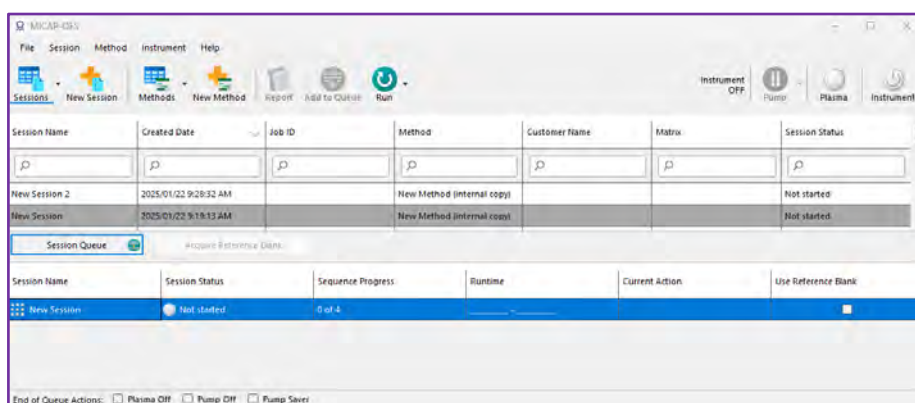 MICAP-OES
File Session Method Instrument Help
Sessions New Session Methods New Method Report Add to Queue Run Instrument OFF Pump Plasma Instrument
Session Name Created Date Job ID Method Customer Name Matrix Session Status
New Session 2 2025/01/22 9:28:32 AM New Method (internal copy) Not started
New Session 2025/01/22 9:19:13 AM New Method (internal copy) Not started
Session Queue Acquire Reference Blank
Session Name Session Status Sequence Progress Runtime Current Action Use Reference Blank
New Session Not started 0 of 4 -
End of Queue Actions: Plasma Off Pump Off Pump Saver